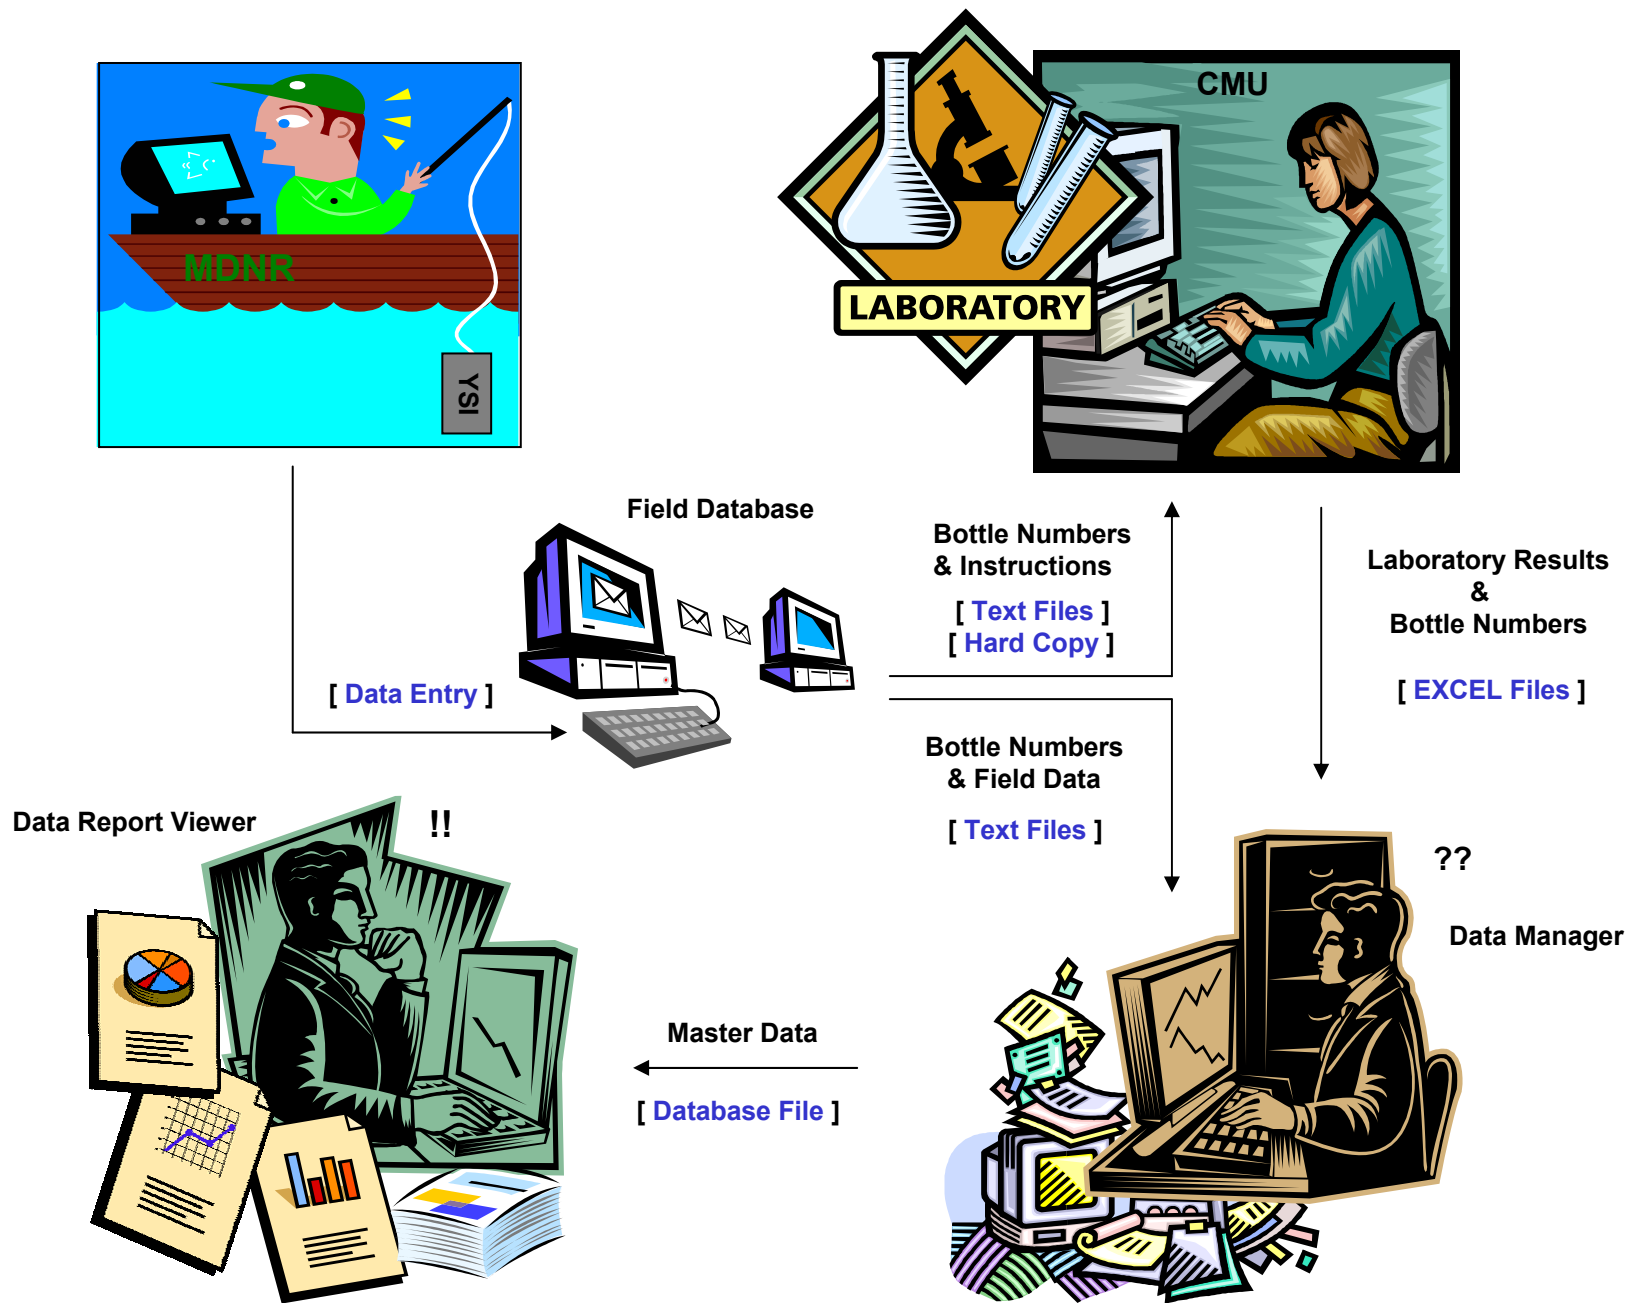 MDNR
YSI
CMU
LABORATORY
Field Database
[ Data Entry ]
Bottle Numbers
& Instructions
[ Text Files ]
[ Hard Copy ]
Laboratory Results
&
Bottle Numbers
[ EXCEL Files ]
Bottle Numbers
& Field Data
[ Text Files ]
Data Report Viewer
!!
??
Data Manager
Master Data
[ Database File ]